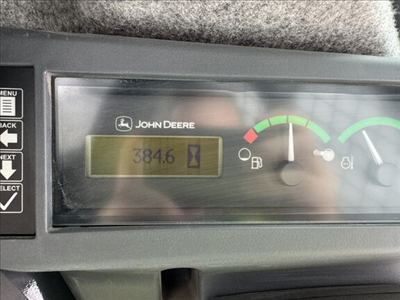 MENU
BACK
NEXT
SELECT
JOHN DEERE
384.6